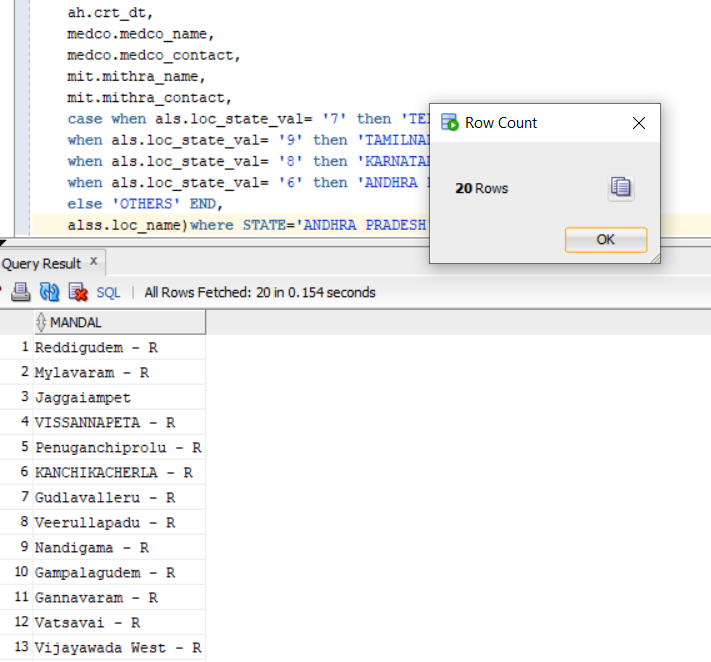 ah.crt_dt,
medco.medco_name,
medco.medco_contact,
mit.mithra_name,
mit.mithra_contact,
case when als.loc_state_val= '7' then
when als.loc_state_val= '9' then
when als.loc_state_val= '8' then
when als.loc_state_val= '6' then 'ANDHRA
else 'OTHERS' END,
alss.loc_name)where STATE='ANDHRA PRADESH'
Row Count
20 Rows
OK
Query Result
SQL | All Rows Fetched: 20 in 0.154 seconds
MANDAL
1 Reddigudem - R
2 Mylavaram - R
3 Jaggaiampet
4 VISSANNAPETA - R
5 Penuganchiprolu - R
6 KANCHIKACHERLA - R
7 Gudlavalleru - R
8 Veerullapadu - R
9 Nandigama - R
10 Gampalagudem - R
11 Gannavaram - R
12 Vatsavai - R
13 Vijayawada West - R